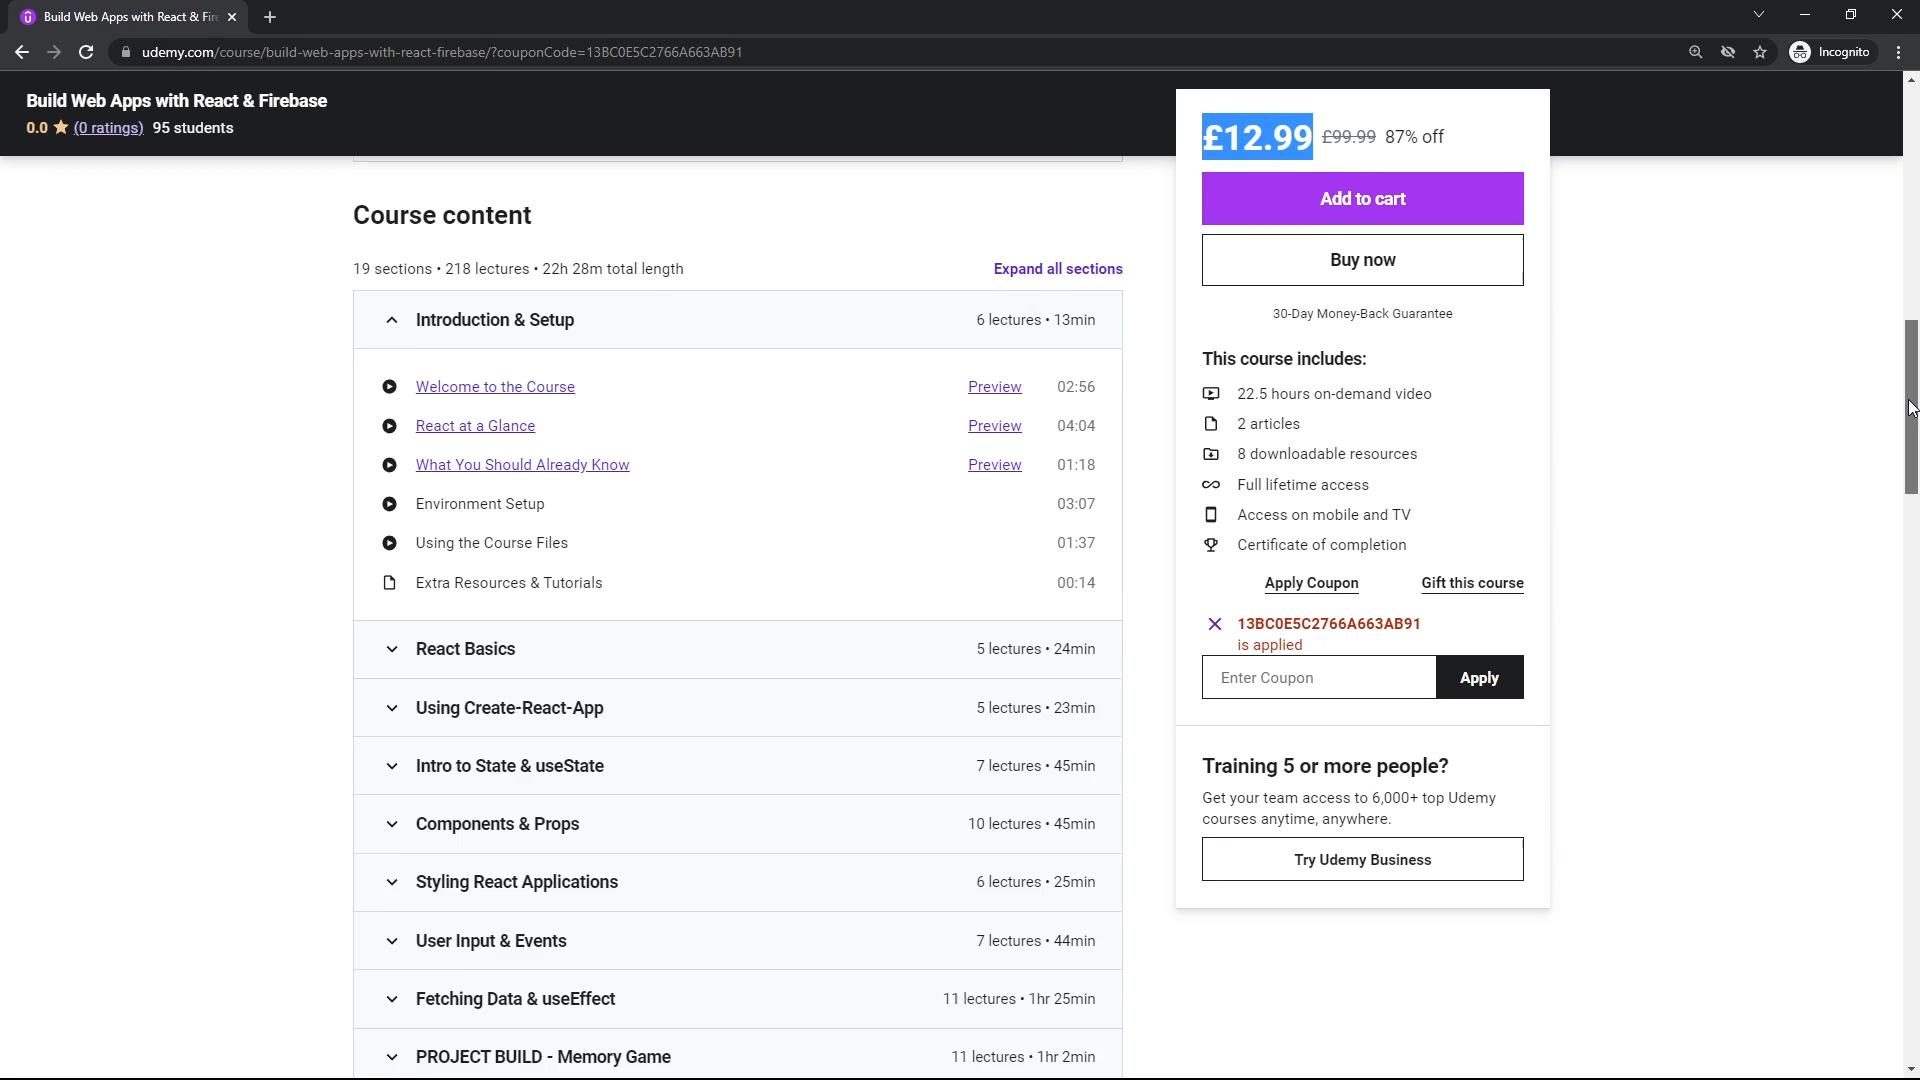 Build Web Apps with React & Fire
udemy.com/course/build-web-apps-with-react-firebase/?couponCode=13BC0E5C2766A663AB91
Incognito
Build Web Apps with React & Firebase
0.0 (0 ratings) 95 students
£12.99 £99.99 87% off
Add to cart
Buy now
30-Day Money-Back Guarantee
This course includes:
22.5 hours on-demand video
2 articles
8 downloadable resources
Full lifetime access
Access on mobile and TV
Certificate of completion
Apply Coupon Gift this course
13BC0E5C2766A663AB91
is applied
Enter Coupon Apply
Training 5 or more people?
Get your team access to 6,000+ top Udemy
courses anytime, anywhere.
Try Udemy Business
Course content
19 sections • 218 lectures • 22h 28m total length Expand all sections
Introduction & Setup 6 lectures • 13min
Welcome to the Course Preview 02:56
React at a Glance Preview 04:04
What You Should Already Know Preview 01:18
Environment Setup 03:07
Using the Course Files 01:37
Extra Resources & Tutorials 00:14
React Basics 5 lectures • 24min
Using Create-React-App 5 lectures • 23min
Intro to State & useState 7 lectures • 45min
Components & Props 10 lectures • 45min
Styling React Applications 6 lectures • 25min
User Input & Events 7 lectures • 44min
Fetching Data & useEffect 11 lectures • 1hr 25min
PROJECT BUILD - Memory Game 11 lectures • 1hr 2min